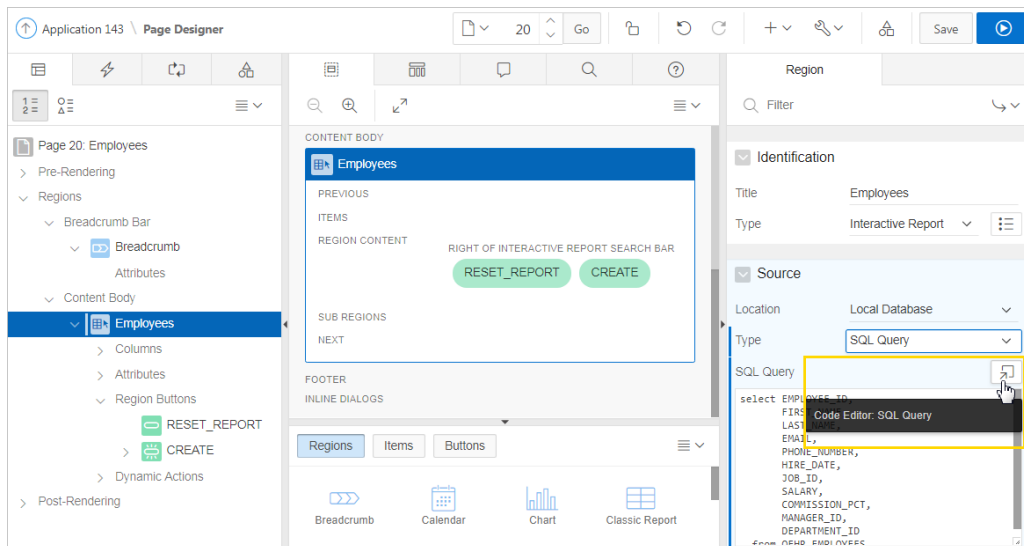 Application 143 \ Page Designer
20
Go
Save
1 =
2 =
Page 20: Employees
Pre-Rendering
Regions
Breadcrumb Bar
Breadcrumb
Attributes
Content Body
Employees
Columns
Attributes
Region Buttons
RESET_REPORT
CREATE
Dynamic Actions
Post-Rendering
CONTENT BODY
Employees
PREVIOUS
ITEMS
REGION CONTENT
RIGHT OF INTERACTIVE REPORT SEARCH BAR
RESET_REPORT
CREATE
SUB REGIONS
NEXT
FOOTER
INLINE DIALOGS
Regions
Items
Buttons
Breadcrumb
Calendar
Chart
Classic Report
Region
Filter
Identification
Title Employees
Type Interactive Report
Source
Location Local Database
Type SQL Query
SQL Query
Code Editor: SQL Query
select EMPLOYEE_ID,
EMAIL,
PHONE_NUMBER,
HIRE_DATE,
JOB_ID,
SALARY,
COMMISSION_PCT,
MANAGER_ID,
DEPARTMENT_ID
from OEHR_EMPLOYEES